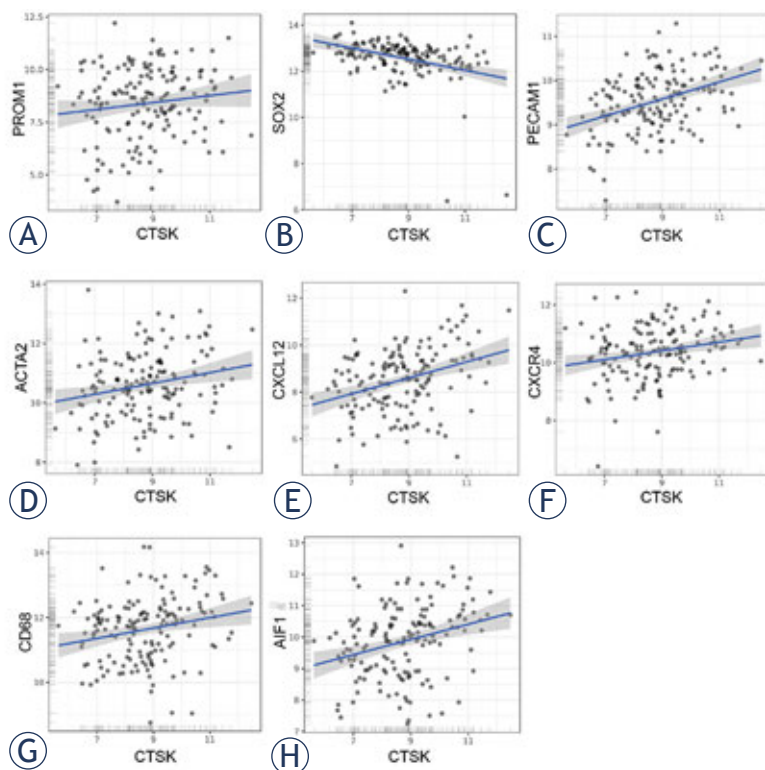 12.5
10.0
7.5
5.0
PROM1
7 9 11
CTSK
A
14
12
10
8
6
SOX2
7 9 11
CTSK
B
11
10
9
8
PECAM1
7 9 11
CTSK
C
14
12
10
8
ACTA2
7 9 11
CTSK
D
12
10
8
6
CXCL12
7 9 11
CTSK
E
12
10
8
CXCR4
7 9 11
CTSK
F
14
12
10
CD68
7 9 11
CTSK
G
13
12
11
10
9
8
7
AIF1
7 9 11
CTSK
H